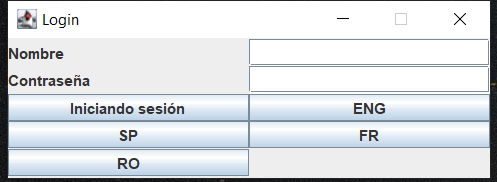 Login
Nombre
Contraseña
Iniciando sesión ENG
SP FR
RO